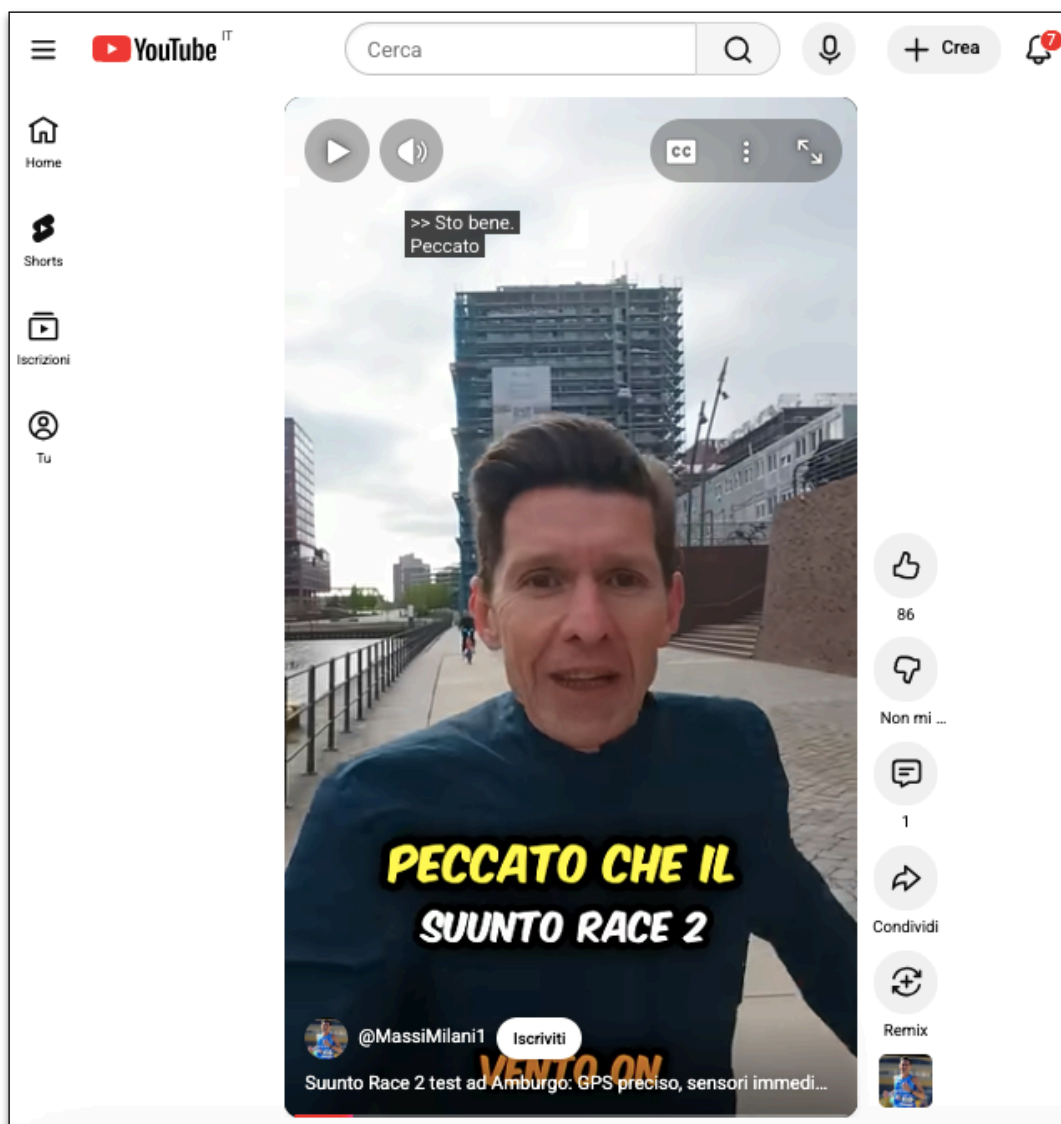 YouTube IT
Cerca
Crea
7
Home
Shorts
Iscrizioni
Tu
CC
>> Sto bene.
Peccato
PECCATO CHE IL
SUUNTO RACE 2
VENTO ON
@MassiMilani1
Iscriviti
Suunto Race 2 test ad Amburgo: GPS preciso, sensori immedi...
86
Non mi ...
1
Condividi
Remix